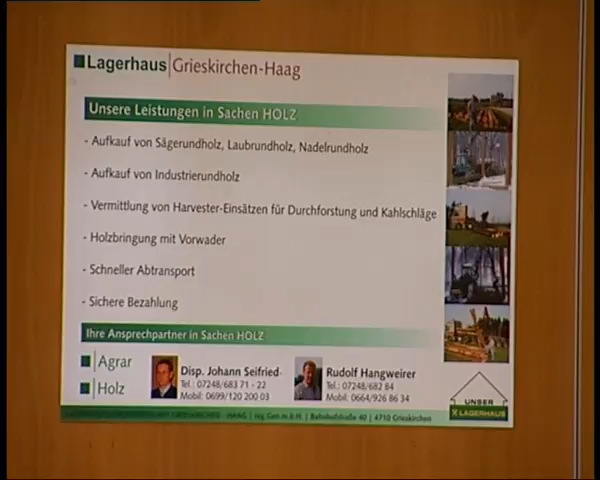 Lagerhaus Grieskirchen-Haag
Unsere Leistungen in Sachen HOLZ
- Aufkauf von Sägerundholz, Laubrundholz, Nadelrundholz
- Aufkauf von Industrierundholz
- Vermittlung von Harvester-Einsätzen für Durchforstung und Kahlschläge
- Holzbringung mit Vorwader
- Schneller Abtransport
- Sichere Bezahlung
Ihre Ansprechpartner in Sachen HOLZ
Agrar
Holz
Disp. Johann Seifried
Tel.: 07248/683 71 - 22
Mobil: 0699/120 200 03
Rudolf Hangweirer
Tel.: 07248/682 84
Mobil: 0664/926 86 34
UNSER
LAGERHAUS
HAAG | reg. Gen.m.b.H. | Bahnhofstraße 40 | 4710 Grieskirchen